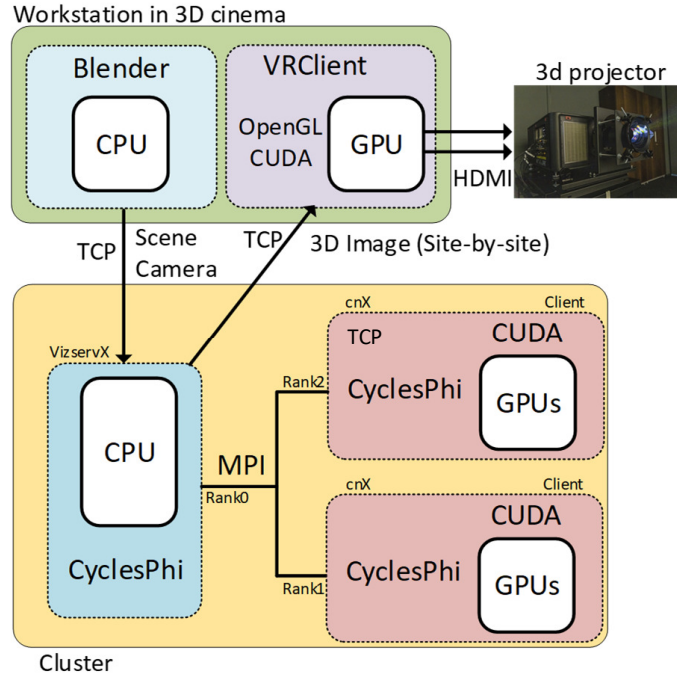 Workstation in 3D cinema
Blender
CPU
VRClient
OpenGL
CUDA
GPU
3d projector
HDMI
TCP
Scene
Camera
TCP
3D Image (Site-by-site)
VizservX
CPU
CyclesPhi
MPI
Rank0
Rank2
Rank1
cnX
Client
TCP
CUDA
CyclesPhi
GPUs
cnX
Client
CUDA
CyclesPhi
GPUs
Cluster